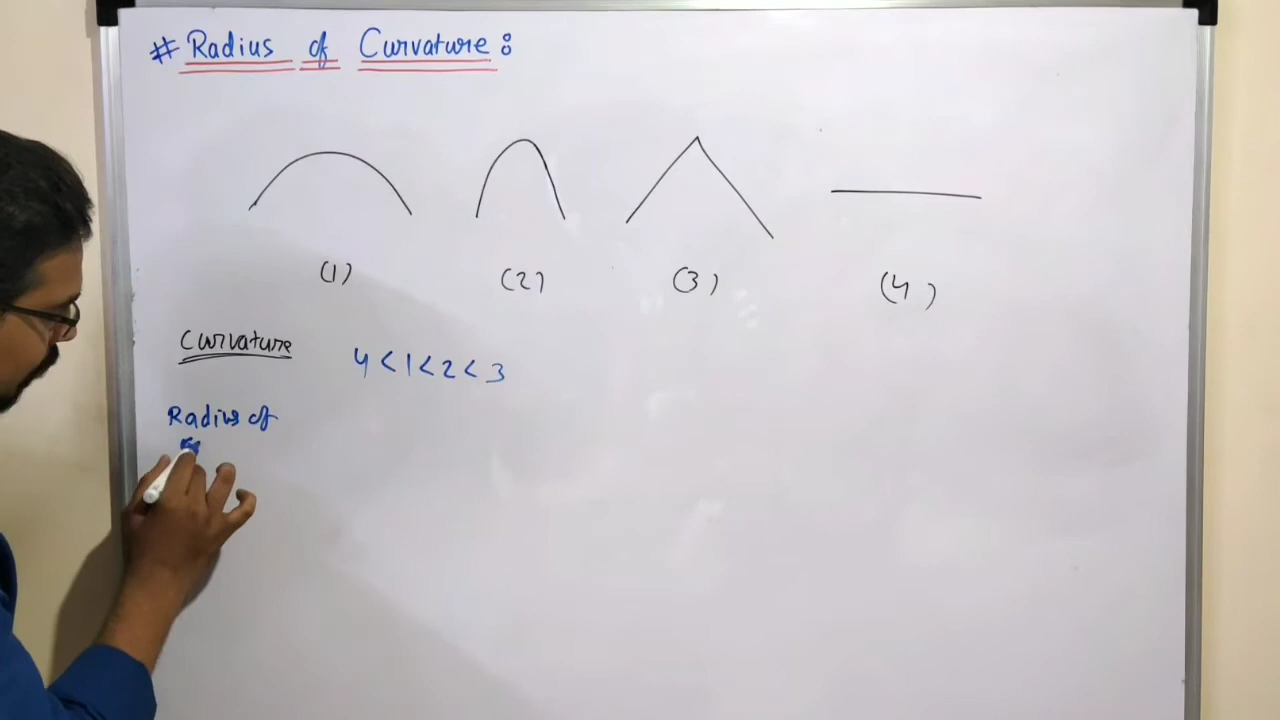 # Radius of Curvature :
(1) (2) (3) (4)
Curvature 4 < 1 < 2 < 3
Radius of